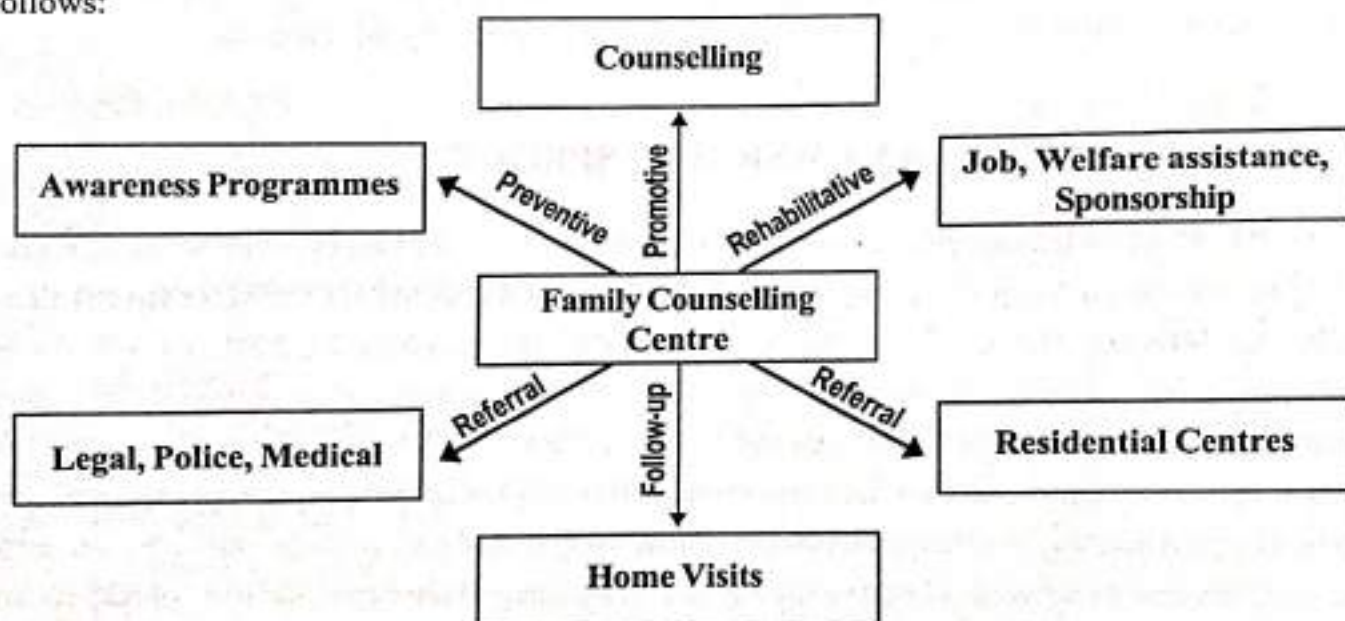 ollows:
Counselling
Awareness Programmes
Preventive
Promotive
Rehabilitative
Job, Welfare assistance,
Sponsorship
Family Counselling
Centre
Referral
Follow-up
Referral
Legal, Police, Medical
Residential Centres
Home Visits